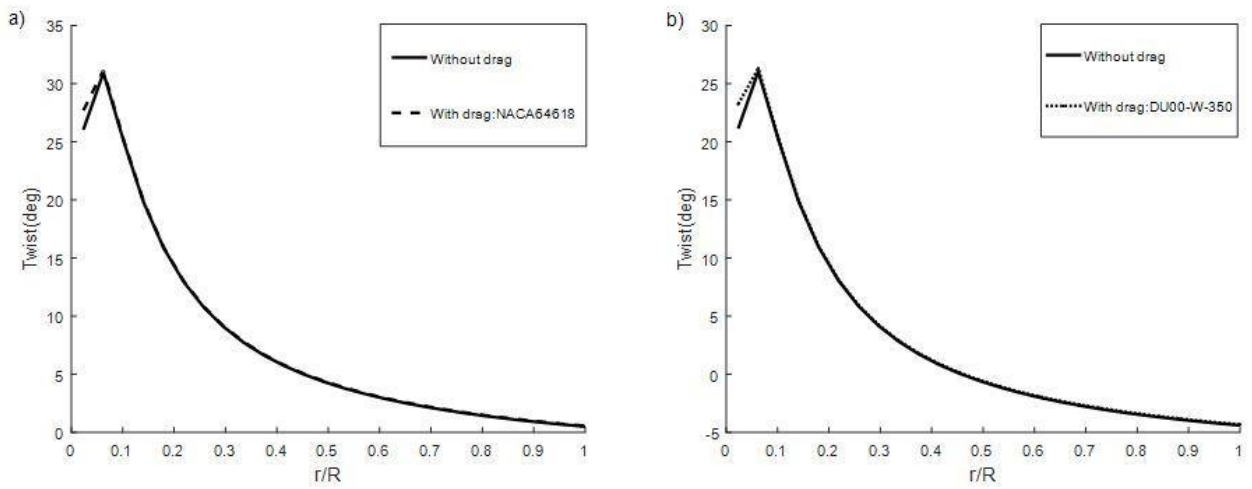 a)
35
30
25
20
15
10
5
0
Twist(deg)
Without drag
With drag:NACA64618
0 0.1 0.2 0.3 0.4 0.5 0.6 0.7 0.8 0.9 1
r/R
b)
30
25
20
15
10
5
0
-5
Twist(deg)
Without drag
With drag:DU00-W-350
0 0.1 0.2 0.3 0.4 0.5 0.6 0.7 0.8 0.9 1
r/R